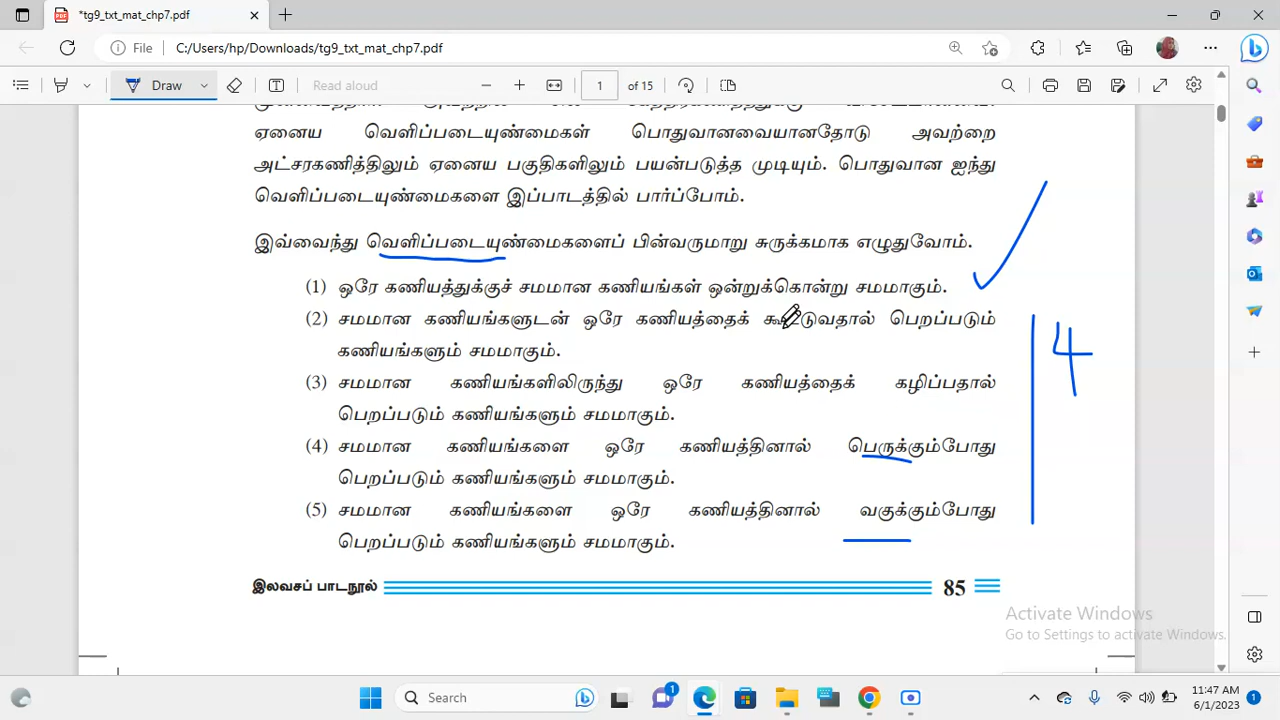 *tg9_txt_mat_chp7.pdf
File C:/Users/hp/Downloads/tg9_txt_mat_chp7.pdf
Draw Read aloud 1 of 15
ஏனைய வெளிப்படையுண்மைகள் பொதுவானவையானதோடு அவற்றை
அட்சரகணிதத்திலும் ஏனைய பகுதிகளிலும் பயன்படுத்த முடியும். பொதுவான ஐந்து
வெளிப்படையுண்மைகளை இப்பாடத்தில் பார்ப்போம்.
இவ்வைந்து வெளிப்படையுண்மைகளைப் பின்வருமாறு சுருக்கமாக எழுதுவோம்.
(1) ஒரே கணியத்துக்குச் சமமான கணியங்கள் ஒன்றுக்கொன்று சமமாகும்.
(2) சமமான கணியங்களுடன் ஒரே கணியத்தைக் கூட்டுவதால் பெறப்படும்
கணியங்களும் சமமாகும்.
(3) சமமான கணியங்களிலிருந்து ஒரே கணியத்தைக் கழிப்பதால்
பெறப்படும் கணியங்களும் சமமாகும்.
(4) சமமான கணியங்களை ஒரே கணியத்தினால் பெருக்கும்போது
பெறப்படும் கணியங்களும் சமமாகும்.
(5) சமமான கணியங்களை ஒரே கணியத்தினால் வகுக்கும்போது
பெறப்படும் கணியங்களும் சமமாகும்.
4
இலவசப் பாடநூல் 85
Activate Windows
Go to Settings to activate Windows.
Search 1 11:47 AM
6/1/2023 1